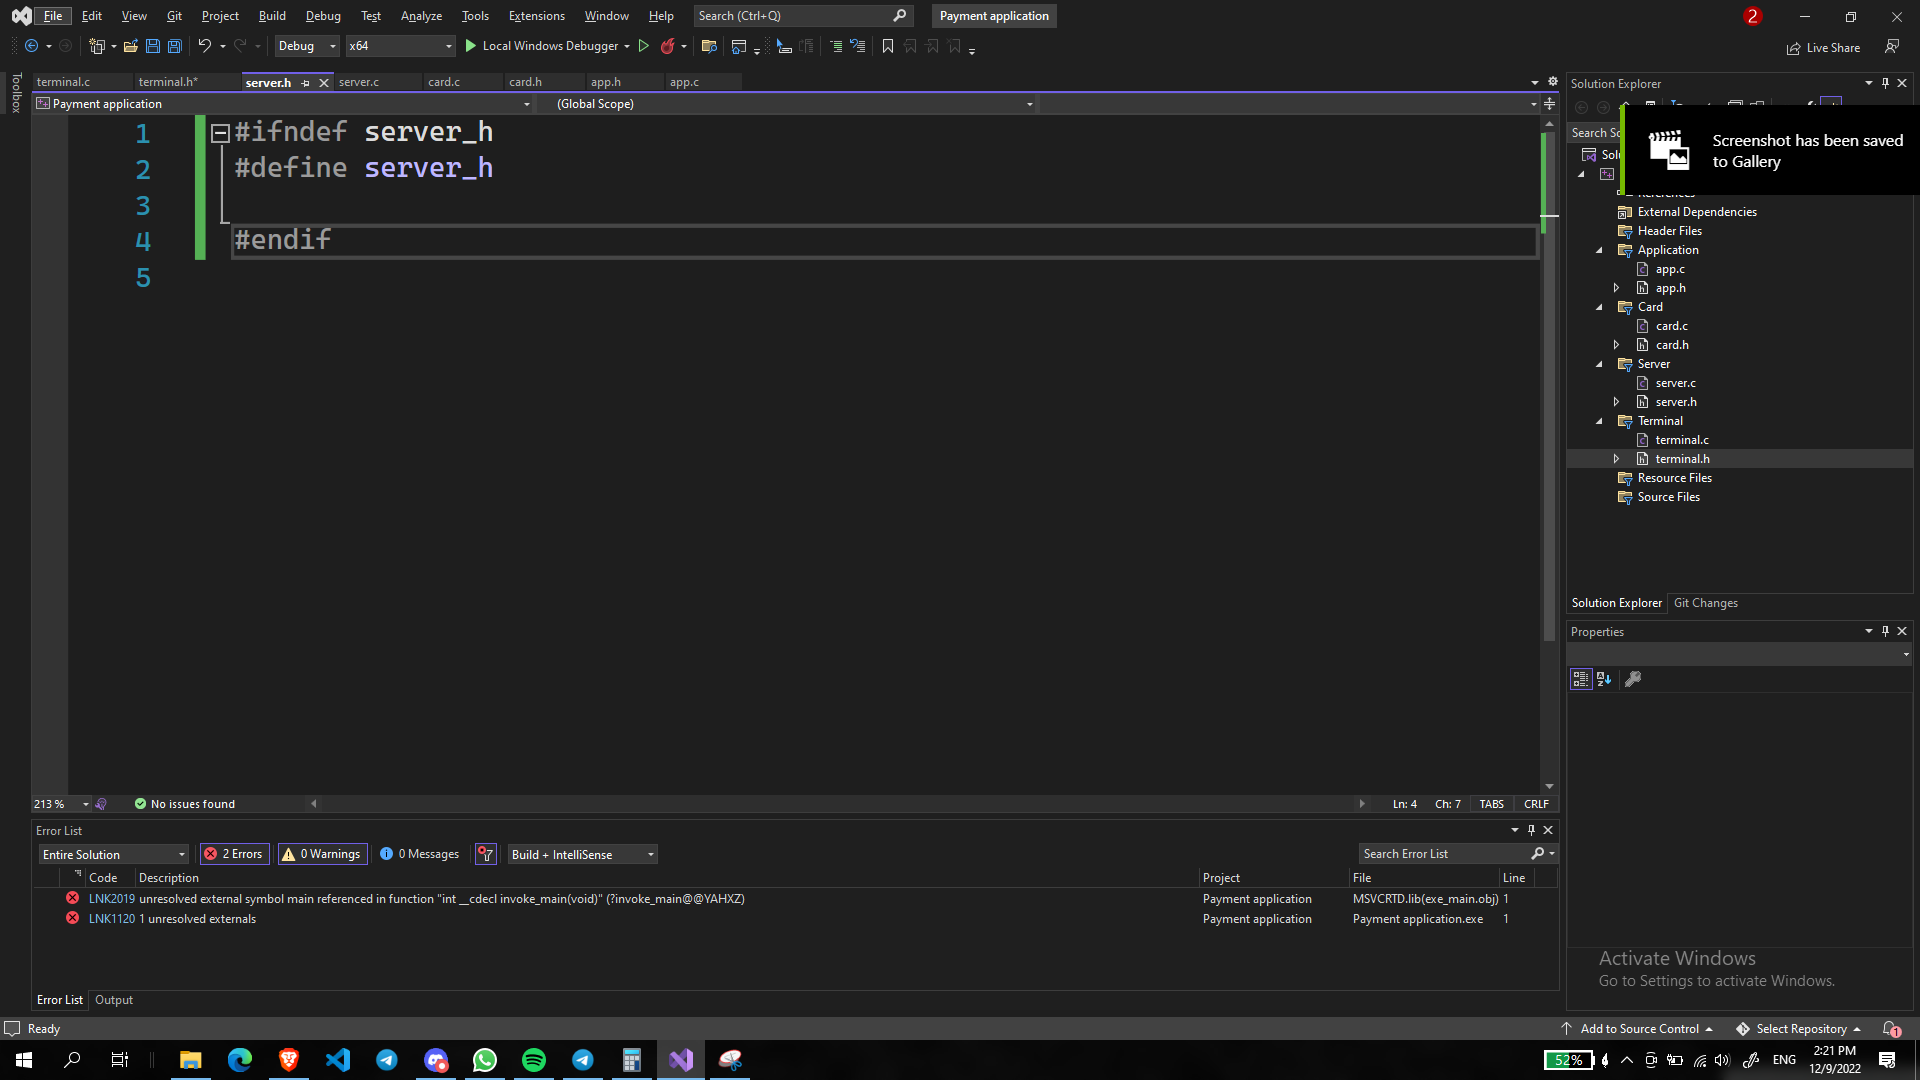 File Edit View Git Project Build Debug Test Analyze Tools Extensions Window Help Search (Ctrl+Q) Payment application 2
Debug x64 Local Windows Debugger Live Share
Toolbox
terminal.c terminal.h* server.h server.c card.c card.h app.h app.c
Payment application (Global Scope)
1 #ifndef server_h
2 #define server_h
3
4 #endif
5
213 % No issues found Ln: 4 Ch: 7 TABS CRLF
Solution Explorer
Search So
Screenshot has been saved
to Gallery
Solu
References
External Dependencies
Header Files
Application
app.c
app.h
Card
card.c
card.h
Server
server.c
server.h
Terminal
terminal.c
terminal.h
Resource Files
Source Files
Solution Explorer Git Changes
Properties
Error List
Entire Solution 2 Errors 0 Warnings 0 Messages Build + IntelliSense Search Error List
Code Description Project File Line
LNK2019 unresolved external symbol main referenced in function "int __cdecl invoke_main(void)" (?invoke_main@@YAHXZ) Payment application MSVCRTD.lib(exe_main.obj) 1
LNK1120 1 unresolved externals Payment application Payment application.exe 1
Error List Output
Activate Windows
Go to Settings to activate Windows.
Ready Add to Source Control Select Repository 1
52% ENG 2:21 PM
12/9/2022